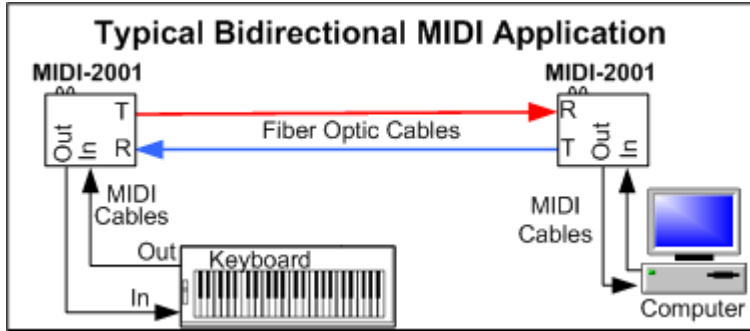 Typical Bidirectional MIDI Application
MIDI-2001
MIDI-2001
T
R
Out
In
R
Fiber Optic Cables
T
Out
In
MIDI
Cables
MIDI
Cables
Out
Keyboard
In
Computer